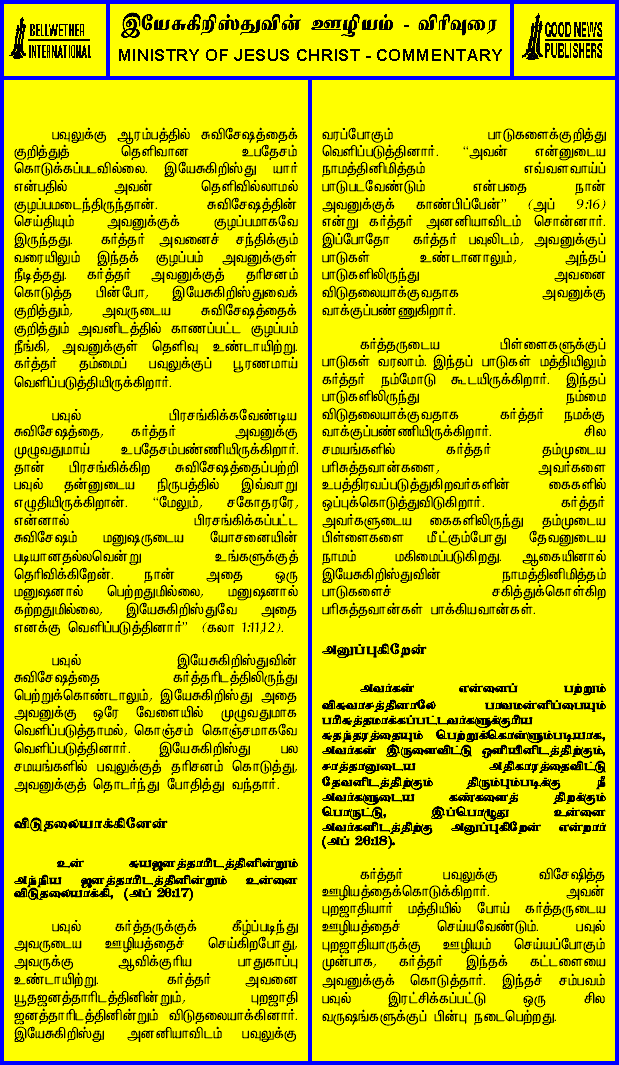 BELLWETHER
INTERNATIONAL
இயேசுகிறிஸ்துவின் ஊழியம் - விரிவுரை
MINISTRY OF JESUS CHRIST - COMMENTARY
GOOD NEWS
PUBLISHERS
பவுலுக்கு ஆரம்பத்தில் சுவிசேஷத்தைக்
குறித்துத் தெளிவான உபதேசம்
கொடுக்கப்படவில்லை. இயேசுகிறிஸ்து யார்
என்பதில் அவன் தெளிவில்லாமல்
குழப்பமடைந்திருந்தான். சுவிசேஷத்தின்
செய்தியும் அவனுக்குக் குழப்பமாகவே
இருந்தது. கர்த்தர் அவனைச் சந்திக்கும்
வரையிலும் இந்தக் குழப்பம் அவனுக்குள்
நீடித்தது. கர்த்தர் அவனுக்குத் தரிசனம்
கொடுத்த பின்போ, இயேசுகிறிஸ்துவைக்
குறித்தும், அவருடைய சுவிசேஷத்தைக்
குறித்தும் அவனிடத்தில் காணப்பட்ட குழப்பம்
நீங்கி, அவனுக்குள் தெளிவு உண்டாயிற்று.
கர்த்தர் தம்மைப் பவுலுக்குப் பூரணமாய்
வெளிப்படுத்தியிருக்கிறார்.
பவுல் பிரசங்கிக்கவேண்டிய
சுவிசேஷத்தை, கர்த்தர் அவனுக்கு
முழுவதுமாய் உபதேசம்பண்ணியிருக்கிறார்.
தான் பிரசங்கிக்கிற சுவிசேஷத்தைப்பற்றி
பவுல் தன்னுடைய நிருபத்தில் இவ்வாறு
எழுதியிருக்கிறான். “மேலும், சகோதரரே,
என்னால் பிரசங்கிக்கப்பட்ட
சுவிசேஷம் மனுஷருடைய யோசனையின்
படியானதல்லவென்று உங்களுக்குத்
தெரிவிக்கிறேன். நான் அதை ஒரு
மனுஷனால் பெற்றதுமில்லை, மனுஷனால்
கற்றதுமில்லை, இயேசுகிறிஸ்துவே அதை
எனக்கு வெளிப்படுத்தினார்” (கலா 1:11,12).
பவுல் இயேசுகிறிஸ்துவின்
சுவிசேஷத்தை கர்த்தரிடத்திலிருந்து
பெற்றுக்கொண்டாலும், இயேசுகிறிஸ்து அதை
அவனுக்கு ஒரே வேளையில் முழுவதுமாக
வெளிப்படுத்தாமல், கொஞ்சம் கொஞ்சமாகவே
வெளிப்படுத்தினார். இயேசுகிறிஸ்து பல
சமயங்களில் பவுலுக்குத் தரிசனம் கொடுத்து,
அவனுக்குத் தொடர்ந்து போதித்து வந்தார்.
விடுதலையாக்கினேன்
உன் சுயஜனத்தாரிடத்தினின்றும்
அந்நிய ஜனத்தாரிடத்தினின்றும் உன்னை
விடுதலையாக்கி, (அப் 26:17)
பவுல் கர்த்தருக்குக் கீழ்ப்படிந்து
அவருடைய ஊழியத்தைச் செய்கிறபோது,
அவருக்கு ஆவிக்குரிய பாதுகாப்பு
உண்டாயிற்று. கர்த்தர் அவனை
யூதஜனத்தாரிடத்தினின்றும், புறஜாதி
ஜனத்தாரிடத்தினின்றும் விடுதலையாக்கினார்.
இயேசுகிறிஸ்து அனனியாவிடம் பவுலுக்கு
வரப்போகும் பாடுகளைக்குறித்து
வெளிப்படுத்தினார். “அவன் என்னுடைய
நாமத்தினிமித்தம் எவ்வளவாய்ப்
பாடுபடவேண்டும் என்பதை நான்
அவனுக்குக் காண்பிப்பேன்” (அப் 9:16)
என்று கர்த்தர் அனனியாவிடம் சொன்னார்.
இப்போதோ கர்த்தர் பவுலிடம், அவனுக்குப்
பாடுகள் உண்டானாலும், அந்தப்
பாடுகளிலிருந்து அவனை
விடுதலையாக்குவதாக அவனுக்கு
வாக்குப்பண்ணுகிறார்.
கர்த்தருடைய பிள்ளைகளுக்குப்
பாடுகள் வரலாம். இந்தப் பாடுகள் மத்தியிலும்
கர்த்தர் நம்மோடு கூடயிருக்கிறார். இந்தப்
பாடுகளிலிருந்து நம்மை
விடுதலையாக்குவதாக கர்த்தர் நமக்கு
வாக்குப்பண்ணியிருக்கிறார். சில
சமயங்களில் கர்த்தர் தம்முடைய
பரிசுத்தவான்களை, அவர்களை
உபத்திரவப்படுத்துகிறவர்களின் கைகளில்
ஒப்புக்கொடுத்துவிடுகிறார். கர்த்தர்
அவர்களுடைய கைகளிலிருந்து தம்முடைய
பிள்ளைகளை மீட்கும்போது தேவனுடைய
நாமம் மகிமைப்படுகிறது. ஆகையினால்
இயேசுகிறிஸ்துவின் நாமத்தினிமித்தம்
பாடுகளைச் சகித்துக்கொள்கிற
பரிசுத்தவான்கள் பாக்கியவான்கள்.
அனுப்புகிறேன்
அவர்கள் என்னைப் பற்றும்
விசுவாசத்தினாலே பாவமன்னிப்பையும்
பரிசுத்தமாக்கப்பட்டவர்களுக்குரிய
சுதந்தரத்தையும் பெற்றுக்கொள்ளும்படியாக,
அவர்கள் இருளைவிட்டு ஒளியினிடத்திற்கும்,
சாத்தானுடைய அதிகாரத்தைவிட்டு
தேவனிடத்திற்கும் திரும்பும்படிக்கு நீ
அவர்களுடைய கண்களைத் திறக்கும்
பொருட்டு, இப்பொழுது உன்னை
அவர்களிடத்திற்கு அனுப்புகிறேன் என்றார்
(அப் 26:18).
கர்த்தர் பவுலுக்கு விசேஷித்த
ஊழியத்தைக்கொடுக்கிறார். அவன்
புறஜாதியார் மத்தியில் போய் கர்த்தருடைய
ஊழியத்தைச் செய்யவேண்டும். பவுல்
புறஜாதியாருக்கு ஊழியம் செய்யப்போகும்
முன்பாக, கர்த்தர் இந்தக் கட்டளையை
அவனுக்குக் கொடுத்தார். இந்தச் சம்பவம்
பவுல் இரட்சிக்கப்பட்டு ஒரு சில
வருஷங்களுக்குப் பின்பு நடைபெற்றது.